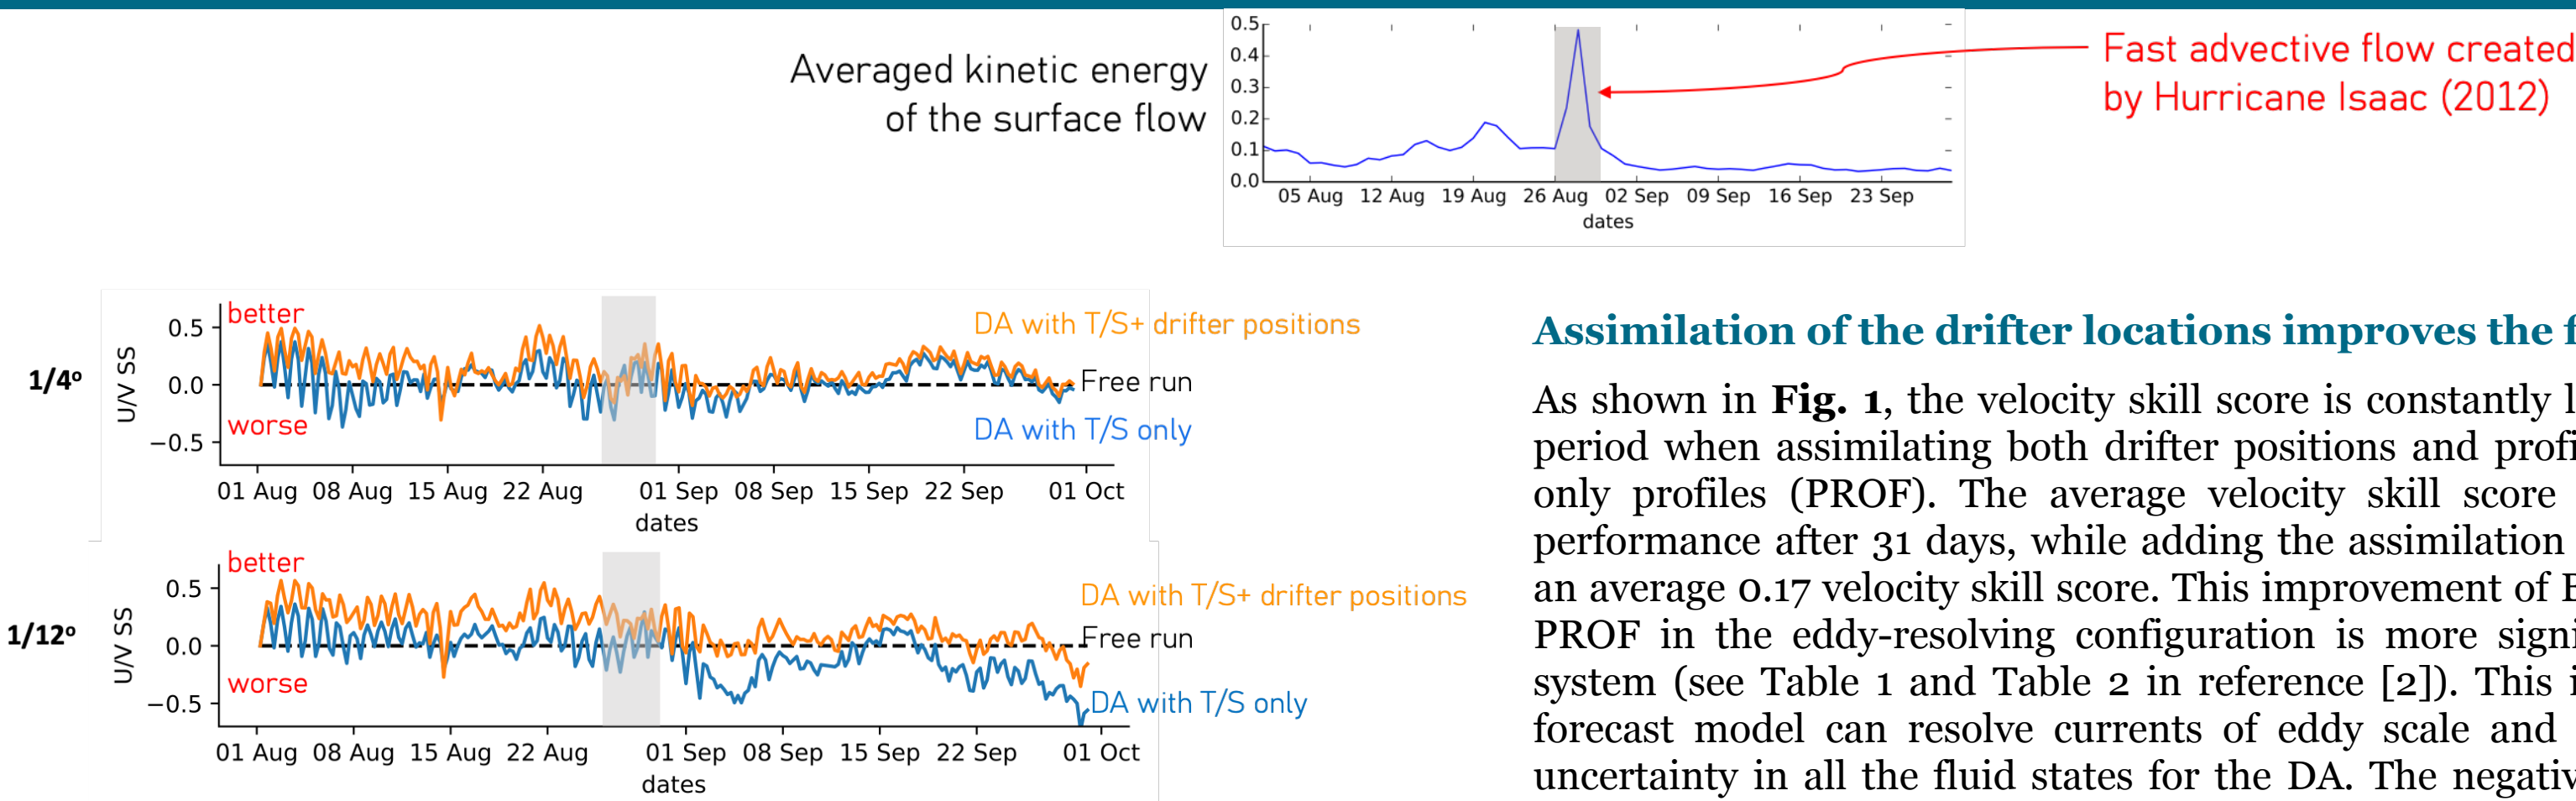 Averaged kinetic energy
of the surface flow
0.5
0.4
0.3
0.2
0.1
0.0
05 Aug 12 Aug 19 Aug 26 Aug 02 Sep 09 Sep 16 Sep 23 Sep
dates
Fast advective flow created
by Hurricane Isaac (2012)
1/4º
U/V SS
0.5
0.0
−0.5
better
worse
DA with T/S+ drifter positions
Free run
DA with T/S only
01 Aug 08 Aug 15 Aug 22 Aug 01 Sep 08 Sep 15 Sep 22 Sep 01 Oct
dates
1/12º
U/V SS
0.5
0.0
−0.5
better
worse
DA with T/S+ drifter positions
Free run
DA with T/S only
01 Aug 08 Aug 15 Aug 22 Aug 01 Sep 08 Sep 15 Sep 22 Sep 01 Oct
dates
Assimilation of the drifter locations improves the
As shown in Fig. 1, the velocity skill score is constantly
period when assimilating both drifter positions and
only profiles (PROF). The average velocity skill score
performance after 31 days, while adding the assimilation
an average 0.17 velocity skill score. This improvement of
PROF in the eddy-resolving configuration is more
system (see Table 1 and Table 2 in reference [2]). This
forecast model can resolve currents of eddy scale and
uncertainty in all the fluid states for the DA. The